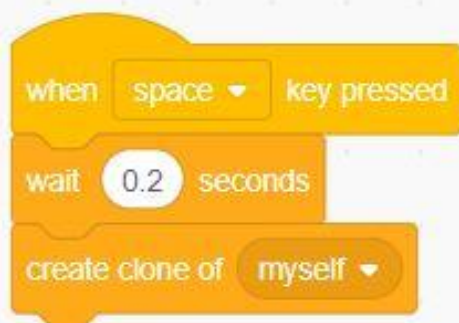 when space key pressed
wait 0.2 seconds
create clone of myself